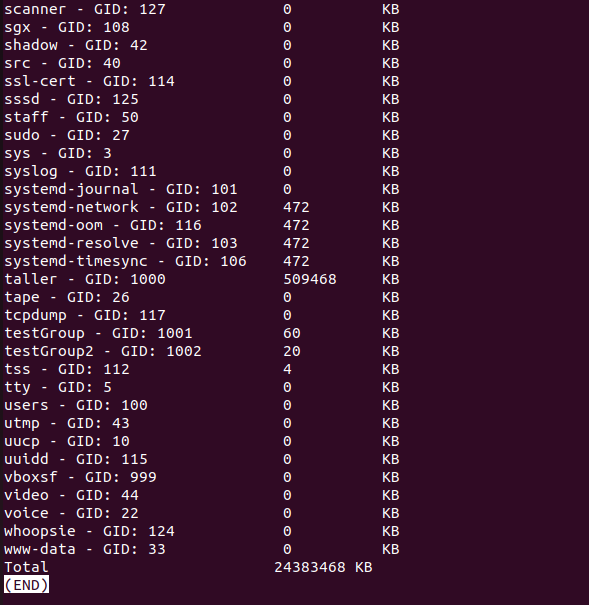 scanner - GID: 127 0 KB
sgx - GID: 108 0 KB
shadow - GID: 42 0 KB
src - GID: 40 0 KB
ssl-cert - GID: 114 0 KB
sssd - GID: 125 0 KB
staff - GID: 50 0 KB
sudo - GID: 27 0 KB
sys - GID: 3 0 KB
syslog - GID: 111 0 KB
systemd-journal - GID: 101 0 KB
systemd-network - GID: 102 472 KB
systemd-oom - GID: 116 472 KB
systemd-resolve - GID: 103 472 KB
systemd-timesync - GID: 106 472 KB
taller - GID: 1000 509468 KB
tape - GID: 26 0 KB
tcpdump - GID: 117 0 KB
testGroup - GID: 1001 60 KB
testGroup2 - GID: 1002 20 KB
tss - GID: 112 4 KB
tty - GID: 5 0 KB
users - GID: 100 0 KB
utmp - GID: 43 0 KB
uucp - GID: 10 0 KB
uuidd - GID: 115 0 KB
vboxsf - GID: 999 0 KB
video - GID: 44 0 KB
voice - GID: 22 0 KB
whoopsie - GID: 124 0 KB
www-data - GID: 33 0 KB
Total 24383468 KB
(END)